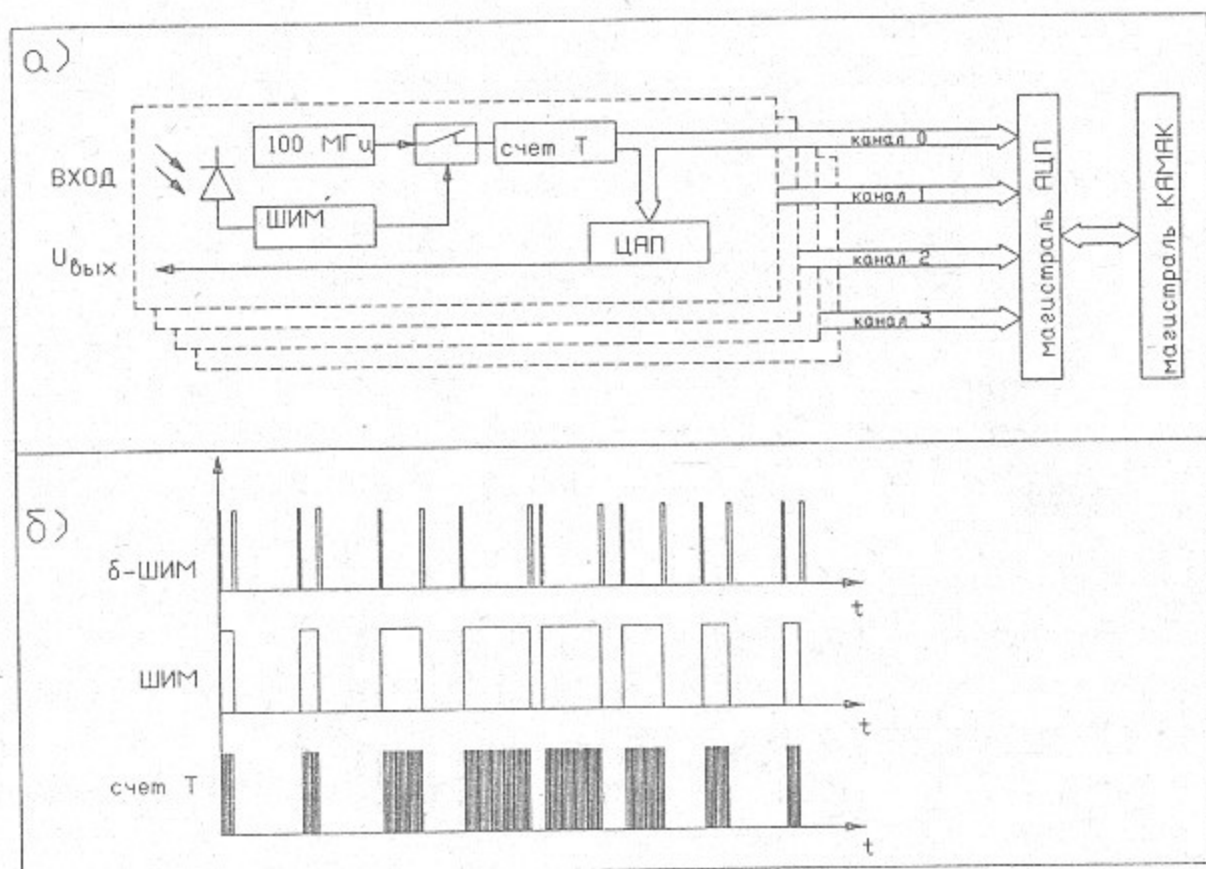 а)
100 МГц
счет Т
канал 0
ВХОД
канал 1
ШИМ
ЦАП
Uвых
канал 2
канал 3
магистраль АЦП
магистраль КАМАК
б)
δ-ШИМ
t
ШИМ
t
счет Т
t